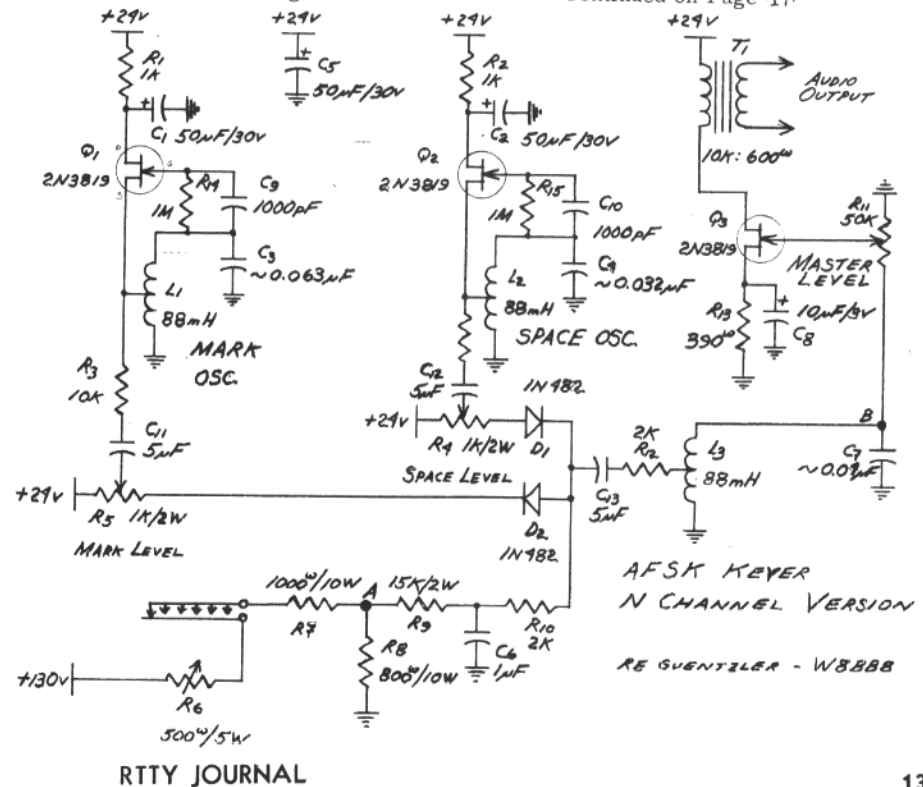 Continued on Page 17
+24V
R1
1K
C1 50µF/30V
Q1
2N3819
D
G
S
R14
1M
C9
1000pF
C3
~0.063µF
L1
88mH
MARK
OSC.
R3
10K
C11
5µF
+24V
R5 1K/2W
MARK LEVEL
+24V
C5
50µF/30V
+24V
R2
1K
C2 50µF/30V
Q2
2N3819
R15
1M
C10
1000pF
C4
~0.032µF
L2
88mH
SPACE OSC.
C12
5µF
+24V
R4 1K/2W
SPACE LEVEL
1N482
D1
D2
1N482
+24V
T1
AUDIO
OUTPUT
10K:600ω
R11
50K
Q3
2N3819
MASTER
LEVEL
R13
390ω
10µF/3V
C8
B
2K
R12
C13
5µF
L3
88mH
C7
1000ω/10W
R7
A
15K/2W
R9
R8
800ω/10W
C6
1µF
R10
2K
+130V
R6
500ω/5W
AFSK KEYER
N CHANNEL VERSION
RE GUENTZLER - W8BBB
RTTY JOURNAL
13